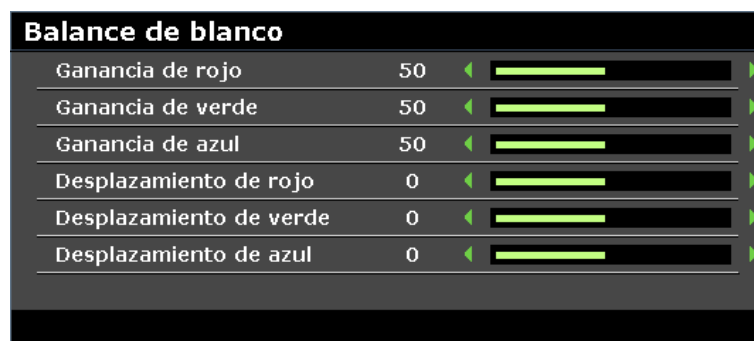 Balance de blanco
Ganancia de rojo 50
Ganancia de verde 50
Ganancia de azul 50
Desplazamiento de rojo 0
Desplazamiento de verde 0
Desplazamiento de azul 0